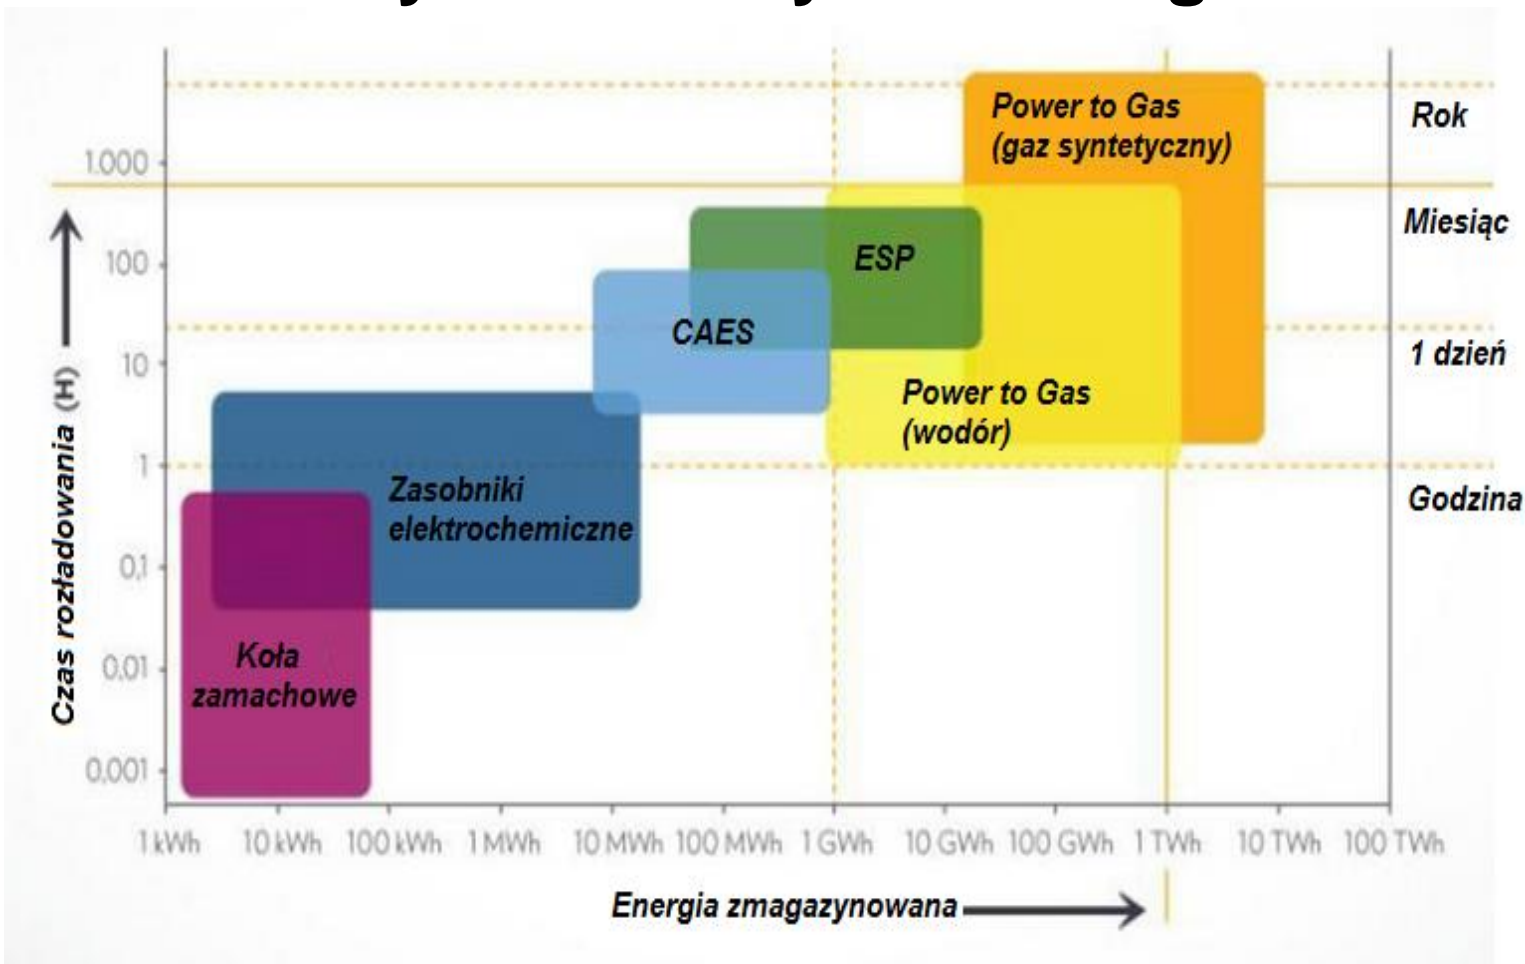 Power to Gas
(gaz syntetyczny)
Rok
1.000
Miesiąc
100
ESP
CAES
1 dzień
10
Power to Gas
(wodór)
1
Zasobniki
elektrochemiczne
Godzina
0,1
Koła
zamachowe
0,01
0,001
Czas rozładowania (H)
1 kWh 10 kWh 100 kWh 1 MWh 10 MWh 100 MWh 1 GWh 10 GWh 100 GWh 1 TWh 10 TWh 100 TWh
Energia zmagazynowana